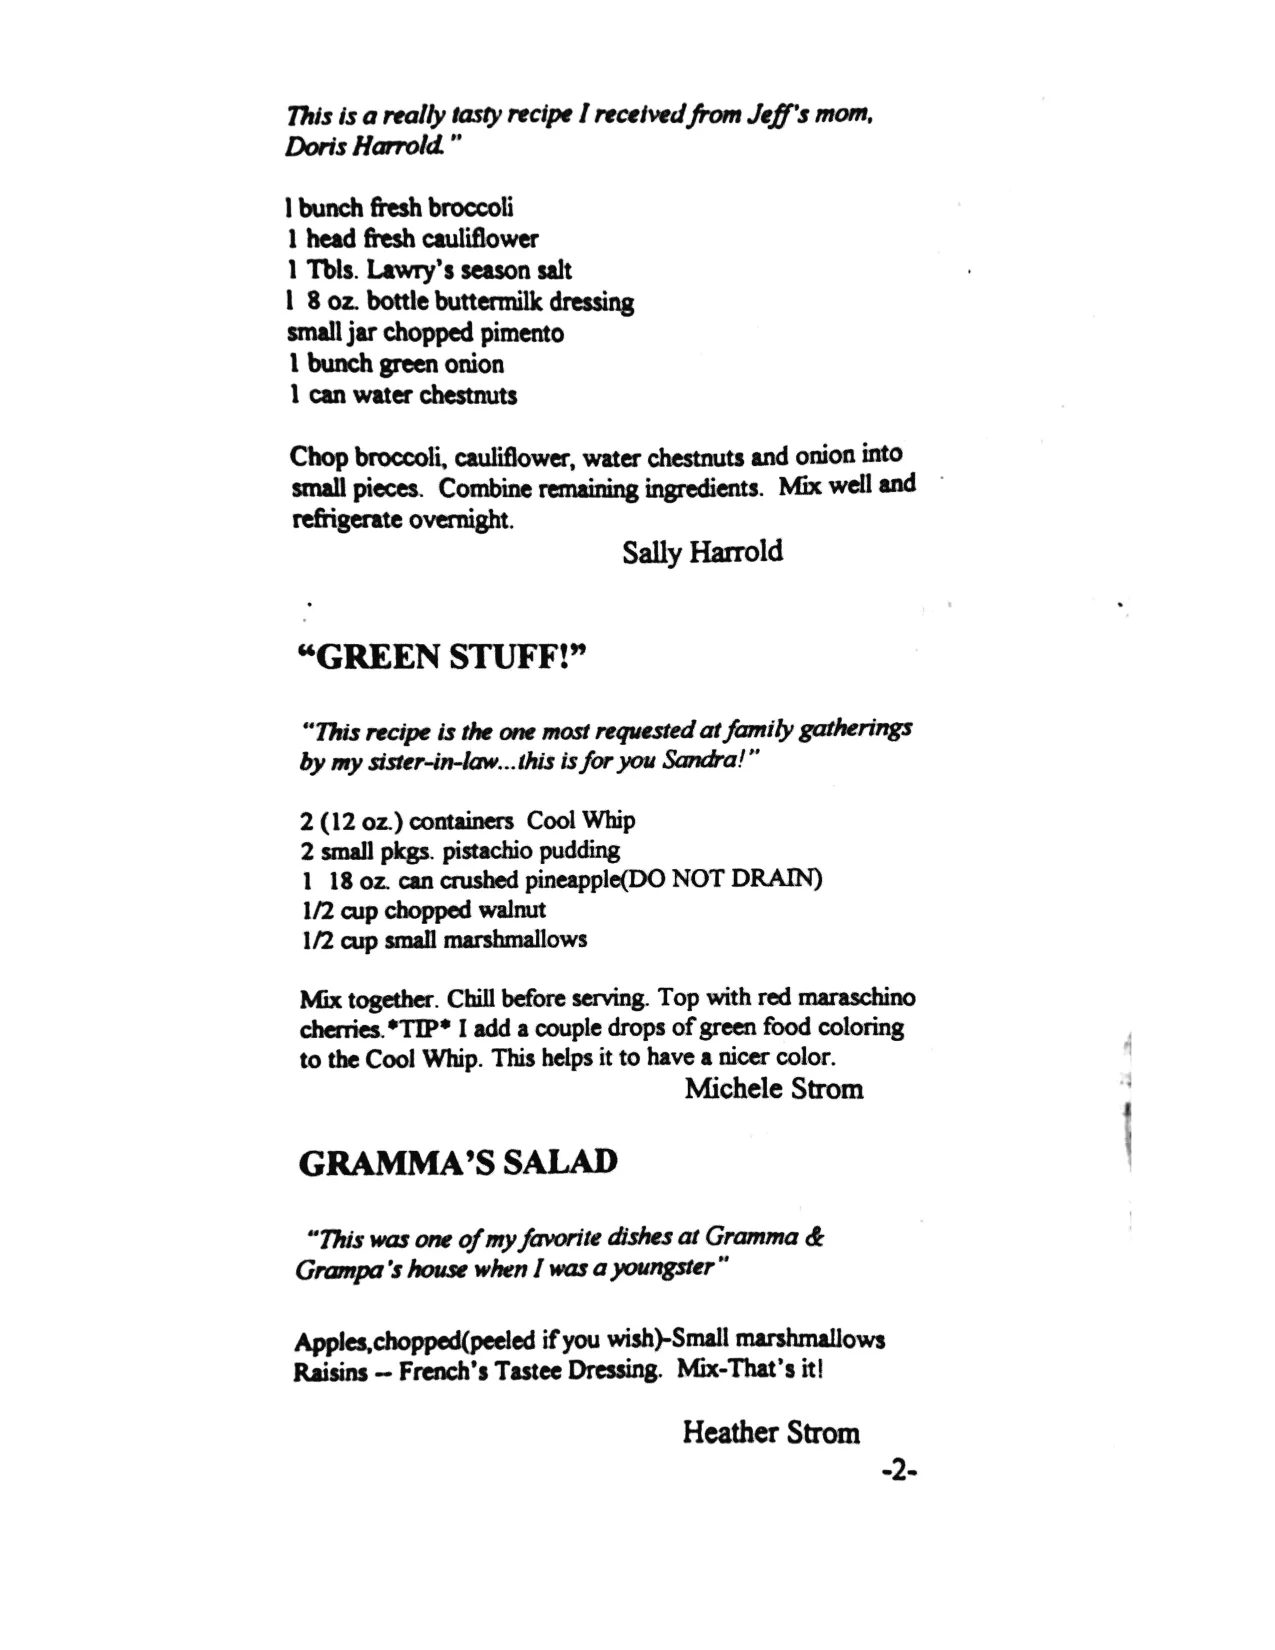 This is a really tasty recipe I received from Jeff's mom,
Doris Harrold."
1 bunch fresh broccoli
1 head fresh cauliflower
1 Tbls. Lawry's season salt
1 8 oz. bottle buttermilk dressing
small jar chopped pimento
1 bunch green onion
1 can water chestnuts
Chop broccoli, cauliflower, water chestnuts and onion into
small pieces. Combine remaining ingredients. Mix well and
refrigerate overnight.
Sally Harrold
“GREEN STUFF!”
"This recipe is the one most requested at family gatherings
by my sister-in-law...this is for you Sandra!"
2 (12 oz.) containers Cool Whip
2 small pkgs. pistachio pudding
1 18 oz. can crushed pineapple(DO NOT DRAIN)
1/2 cup chopped walnut
1/2 cup small marshmallows
Mix together. Chill before serving. Top with red maraschino
cherries.*TIP* I add a couple drops of green food coloring
to the Cool Whip. This helps it to have a nicer color.
Michele Strom
GRAMMA'S SALAD
"This was one of my favorite dishes at Gramma &
Grampa's house when I was a youngster"
Apples,chopped(peeled if you wish)-Small marshmallows
Raisins -- French's Tastee Dressing. Mix-That's it!
Heather Strom
-2-